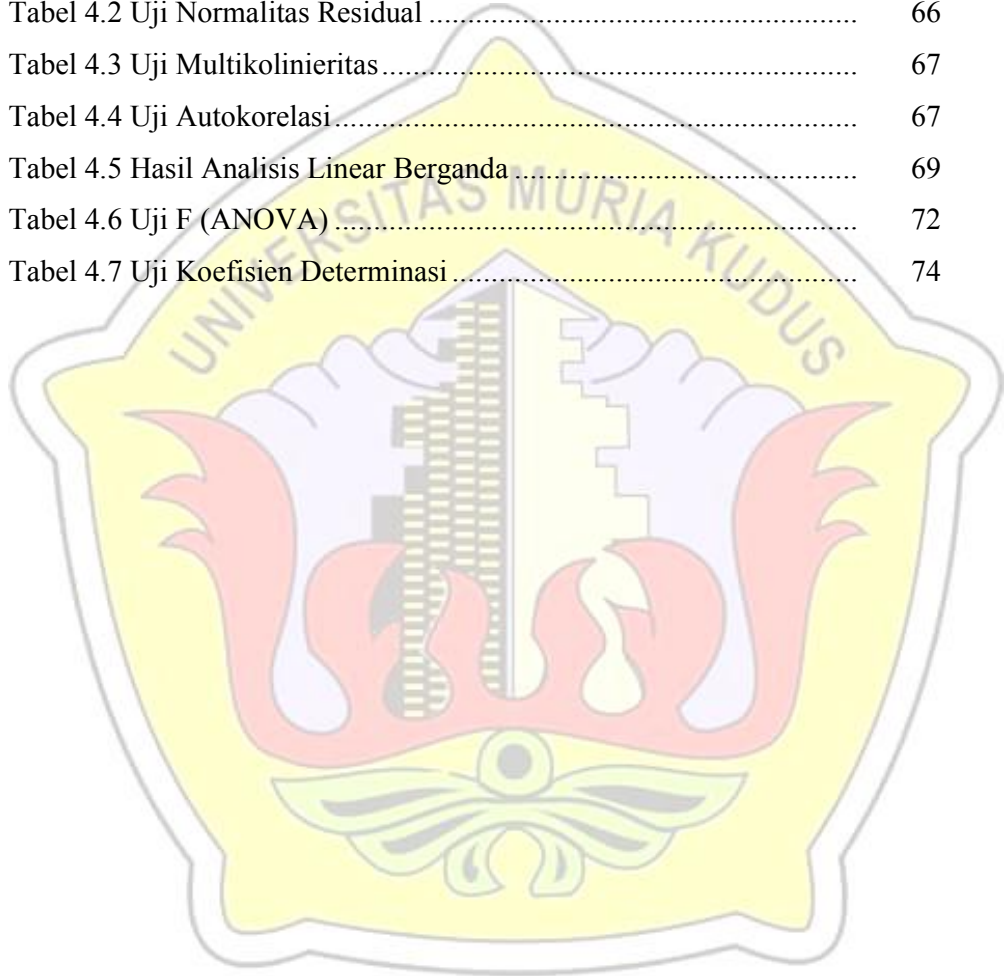 Tabel 4.2 Uji Normalitas Residual ........................................................ 66
Tabel 4.3 Uji Multikolinieritas ............................................................... 67
Tabel 4.4 Uji Autokorelasi ..................................................................... 67
Tabel 4.5 Hasil Analisis Linear Berganda ............................................. 69
Tabel 4.6 Uji F (ANOVA) ..................................................................... 72
Tabel 4.7 Uji Koefisien Determinasi ..................................................... 74
UNIVERSITAS MURIA KUDUS